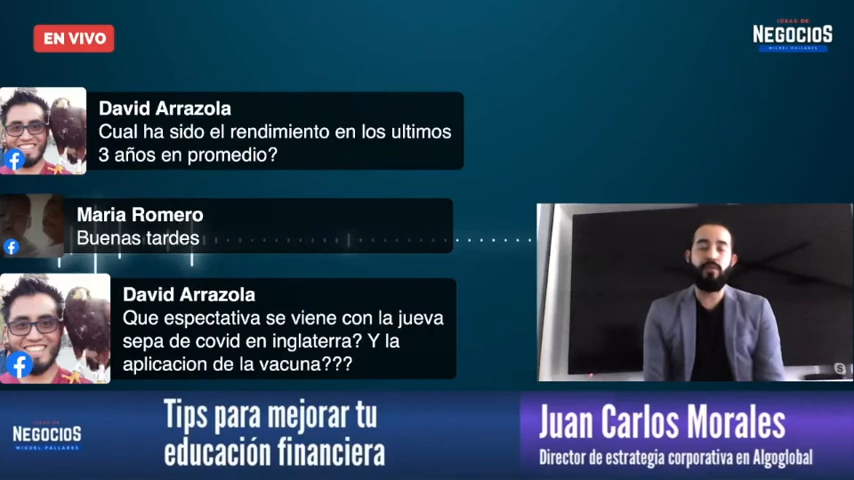 EN VIVO
IDEAS DE
NEGOCIOS
MIGUEL PALLARES
David Arrazola
Cual ha sido el rendimiento en los ultimos
3 años en promedio?
Maria Romero
Buenas tardes
David Arrazola
Que espectativa se viene con la jueva
sepa de covid en inglaterra? Y la
aplicacion de la vacuna???
IDEAS DE
NEGOCIOS
MIGUEL PALLARES
Tips para mejorar tu
educación financiera
Juan Carlos Morales
Director de estrategia corporativa en Algoglobal